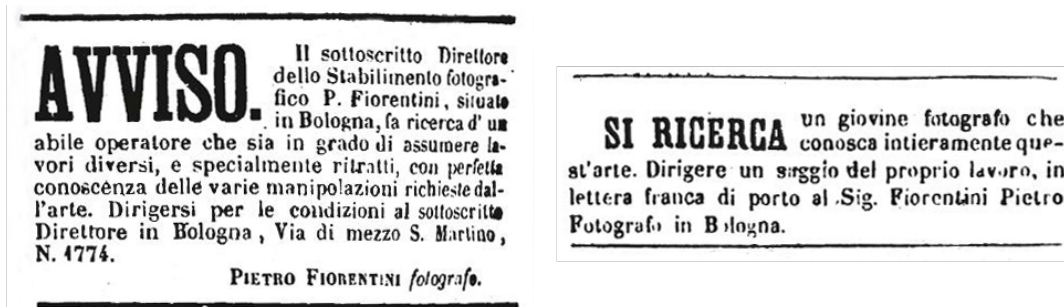 AVVISO. Il sottoscritto Direttore
dello Stabilimento fotogra-
fico P. Fiorentini, situato
in Bologna, fa ricerca d' un
abile operatore che sia in grado di assumere la-
vori diversi, e specialmente ritratti, con perfetta
conoscenza delle varie manipolazioni richieste dal-
l'arte. Dirigersi per le condizioni al sottoscritto
Direttore in Bologna, Via di mezzo S. Martino,
N. 1774.
PIETRO FIORENTINI fotografo.
SI RICERCA un giovine fotografo che
conosca intieramente que-
st'arte. Dirigere un saggio del proprio lavoro, in
lettera franca di porto al Sig. Fiorentini Pietro
Fotografo in Bologna.